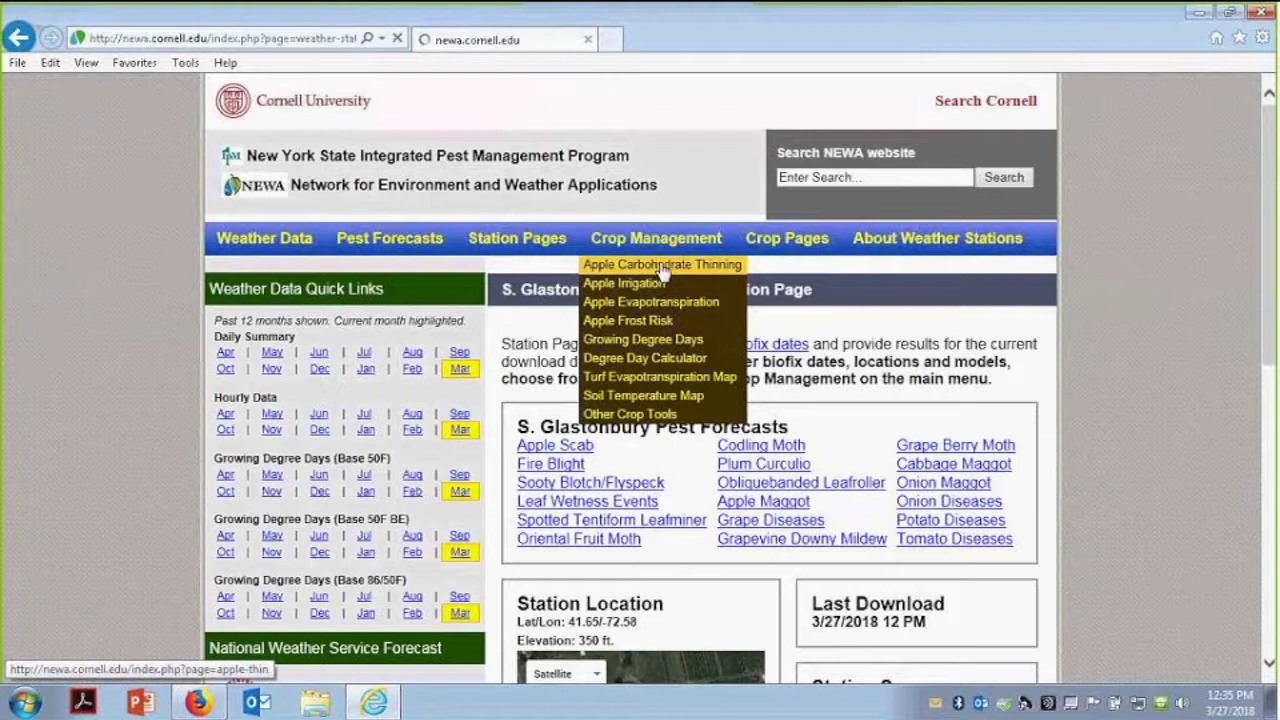 http://newa.cornell.edu/index.php?page=weather-stat
newa.cornell.edu
File Edit View Favorites Tools Help
Cornell University
Search Cornell
New York State Integrated Pest Management Program
NEWA Network for Environment and Weather Applications
Search NEWA website
Enter Search...
Search
Weather Data Pest Forecasts Station Pages Crop Management Crop Pages About Weather Stations
Apple Carbohydrate Thinning
Apple Irrigation
Apple Evapotranspiration
Apple Frost Risk
Growing Degree Days
Degree Day Calculator
Turf Evapotranspiration Map
Soil Temperature Map
Other Crop Tools
Weather Data Quick Links
Past 12 months shown. Current month highlighted.
Daily Summary
Apr | May | Jun | Jul | Aug | Sep
Oct | Nov | Dec | Jan | Feb | Mar
Hourly Data
Apr | May | Jun | Jul | Aug | Sep
Oct | Nov | Dec | Jan | Feb | Mar
Growing Degree Days (Base 50F)
Apr | May | Jun | Jul | Aug | Sep
Oct | Nov | Dec | Jan | Feb | Mar
Growing Degree Days (Base 50F BE)
Apr | May | Jun | Jul | Aug | Sep
Oct | Nov | Dec | Jan | Feb | Mar
Growing Degree Days (Base 86/50F)
Apr | May | Jun | Jul | Aug | Sep
Oct | Nov | Dec | Jan | Feb | Mar
National Weather Service Forecast
S. Glaston on Page
Station Pag biofix dates and provide results for the current
download d er biofix dates, locations and models,
choose fro p Management on the main menu.
S. Glastonbury Pest Forecasts
Apple Scab Codling Moth Grape Berry Moth
Fire Blight Plum Curculio Cabbage Maggot
Sooty Blotch/Flyspeck Obliquebanded Leafroller Onion Maggot
Leaf Wetness Events Apple Maggot Onion Diseases
Spotted Tentiform Leafminer Grape Diseases Potato Diseases
Oriental Fruit Moth Grapevine Downy Mildew Tomato Diseases
Station Location
Lat/Lon: 41.65/-72.58
Elevation: 350 ft.
Satellite
Last Download
3/27/2018 12 PM
http://newa.cornell.edu/index.php?page=apple-thin
12:35 PM
3/27/2018